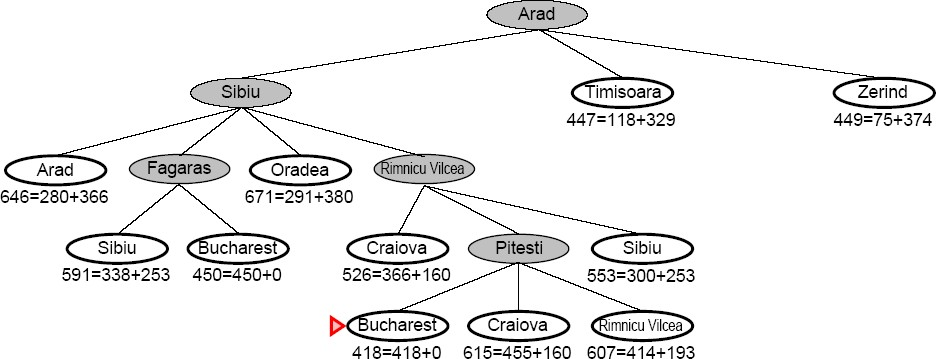 Arad
Sibiu Timisoara Zerind
447=118+329 449=75+374
Arad Fagaras Oradea Rimnicu Vilcea
646=280+366 671=291+380
Sibiu Bucharest Craiova Pitesti Sibiu
591=338+253 450=450+0 526=366+160 553=300+253
Bucharest Craiova Rimnicu Vilcea
418=418+0 615=455+160 607=414+193